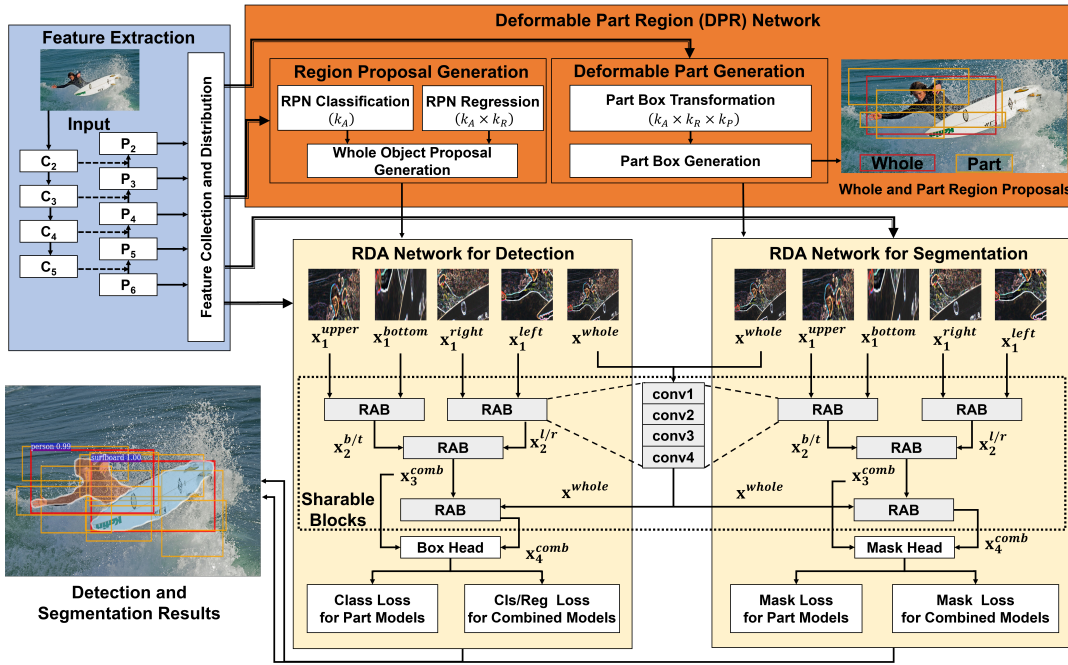 Deformable Part Region (DPR) Network
Feature Extraction
Input
C2
C3
C4
C5
P2
P3
P4
P5
P6
Feature Collection and Distribution
Region Proposal Generation
RPN Classification
(k_A)
RPN Regression
(k_A × k_R)
Whole Object Proposal
Generation
Deformable Part Generation
Part Box Transformation
(k_A × k_R × k_P)
Part Box Generation
Whole
Part
Whole and Part Region Proposals
RDA Network for Detection
x_1^{upper}
x_1^{bottom}
x_1^{right}
x_1^{left}
x^{whole}
RAB
RAB
x_2^{b/t}
RAB
x_2^{l/r}
x_3^{comb}
x^{whole}
RAB
Box Head
x_4^{comb}
Class Loss
for Part Models
Cls/Reg Loss
for Combined Models
conv1
conv2
conv3
conv4
Sharable
Blocks
RDA Network for Segmentation
x^{whole}
x_1^{upper}
x_1^{bottom}
x_1^{right}
x_1^{left}
RAB
RAB
x_2^{b/t}
RAB
x_2^{l/r}
x_3^{comb}
x^{whole}
RAB
Mask Head
x_4^{comb}
Mask Loss
for Part Models
Mask Loss
for Combined Models
person 0.99
surfboard 1.00
Detection and
Segmentation Results